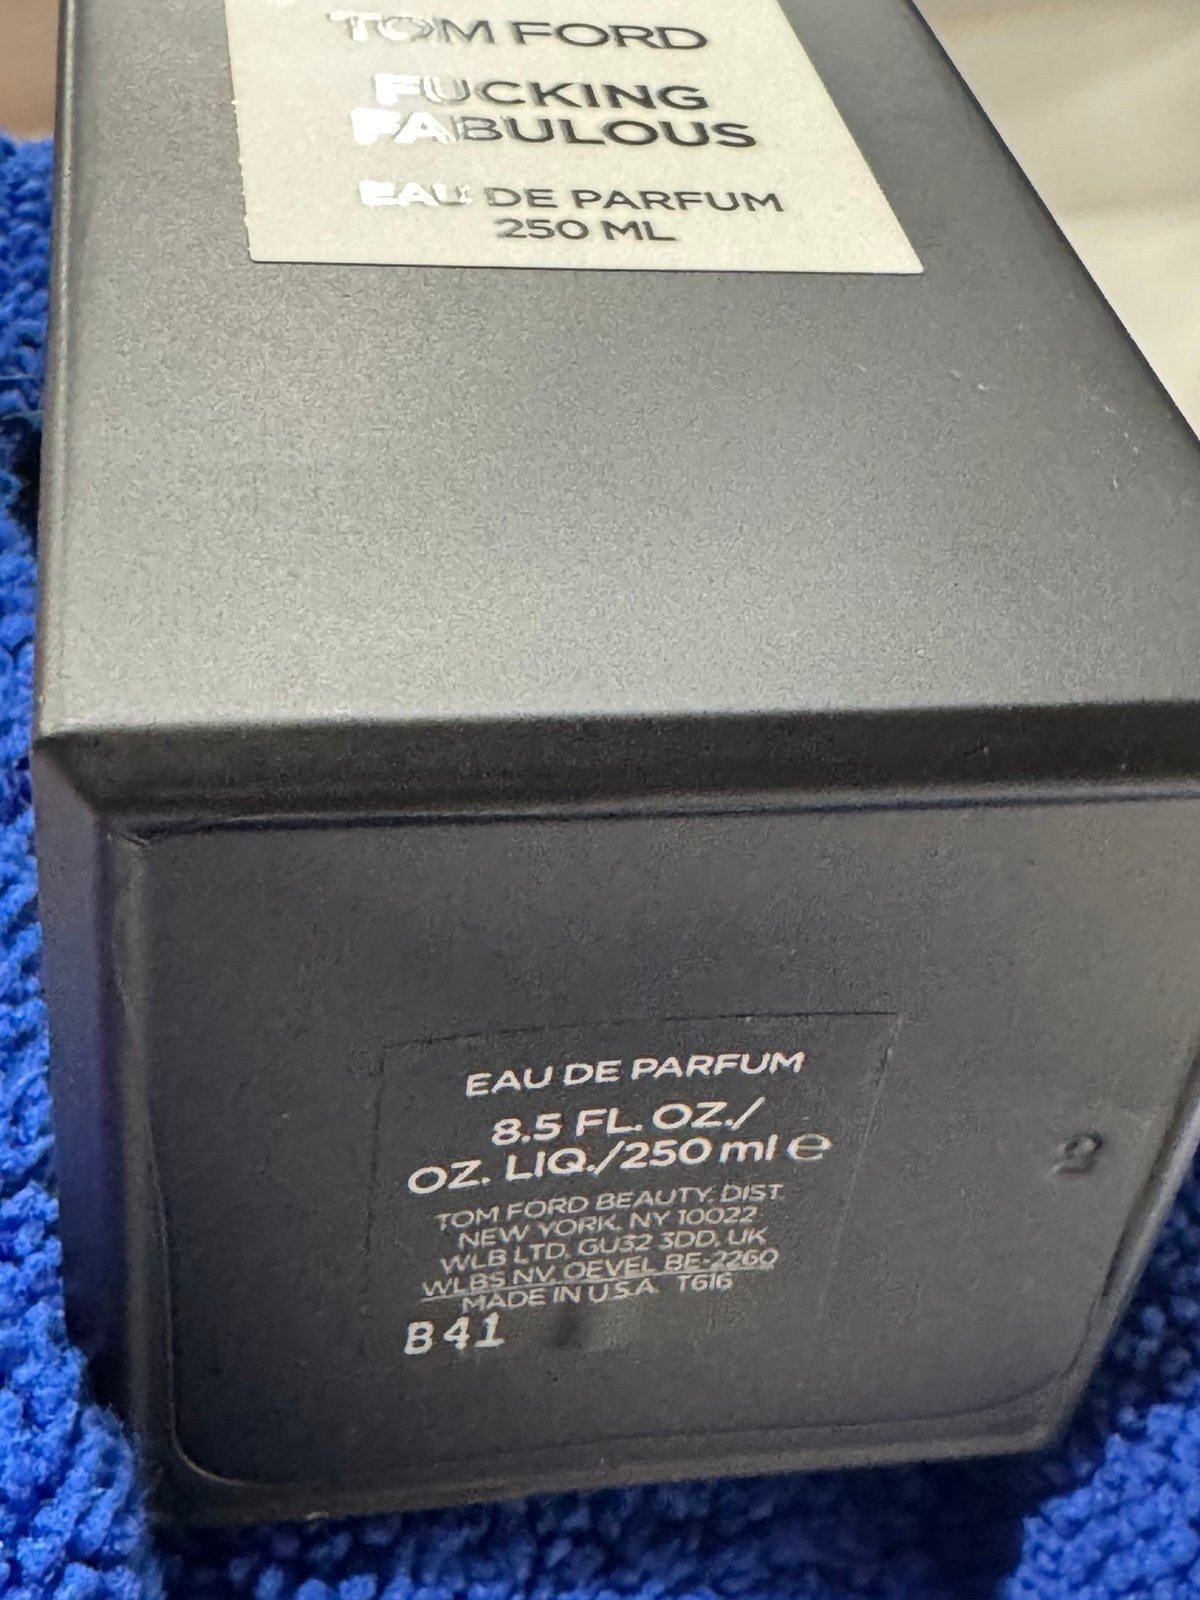 TOM FORD
FUCKING
FABULOUS
EAU DE PARFUM
250 ML
EAU DE PARFUM
8.5 FL. OZ./
OZ. LIQ./250 ml ℮
TOM FORD BEAUTY. DIST.
NEW YORK, NY 10022
WLB LTD. GU32 3DD. UK
WLBS NV. OEVEL BE-2260
MADE IN U.S.A. T616
B41